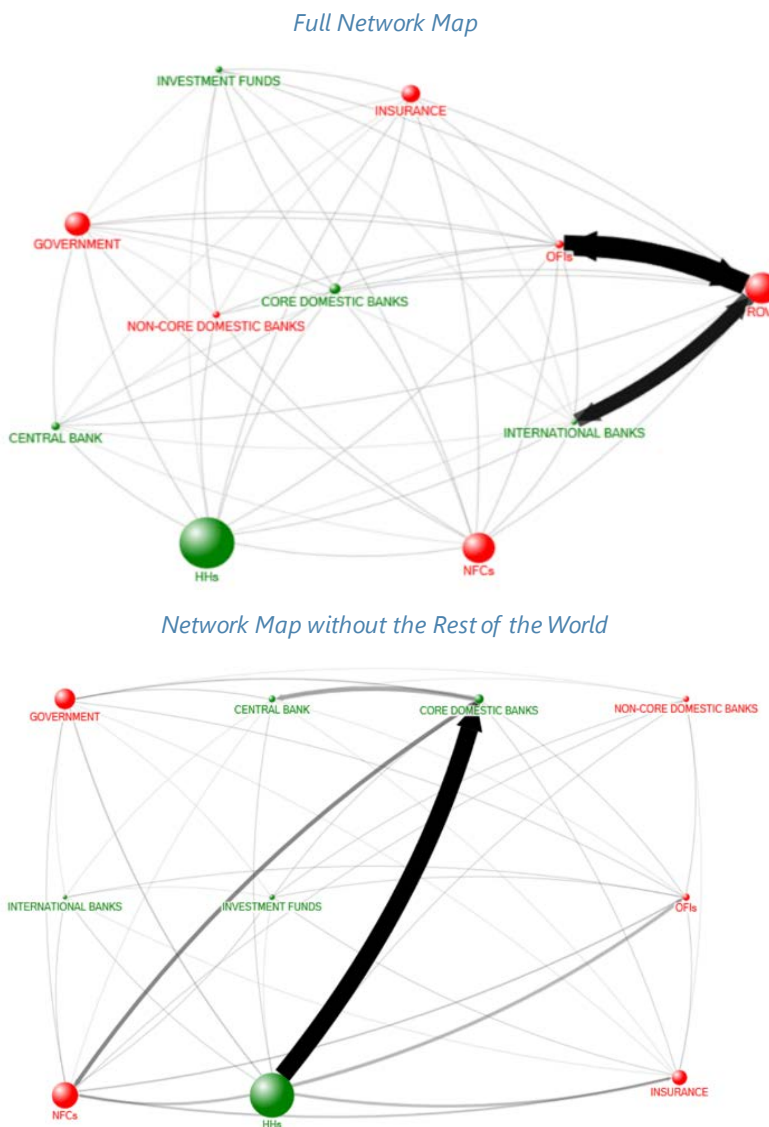 Full Network Map
INVESTMENT FUNDS
INSURANCE
GOVERNMENT
OFIs
CORE DOMESTIC BANKS
ROW
NON-CORE DOMESTIC BANKS
CENTRAL BANK
INTERNATIONAL BANKS
HHs
NFCs
Network Map without the Rest of the World
GOVERNMENT
CENTRAL BANK
CORE DOMESTIC BANKS
NON-CORE DOMESTIC BANKS
INTERNATIONAL BANKS
INVESTMENT FUNDS
OFIs
NFCs
HHs
INSURANCE